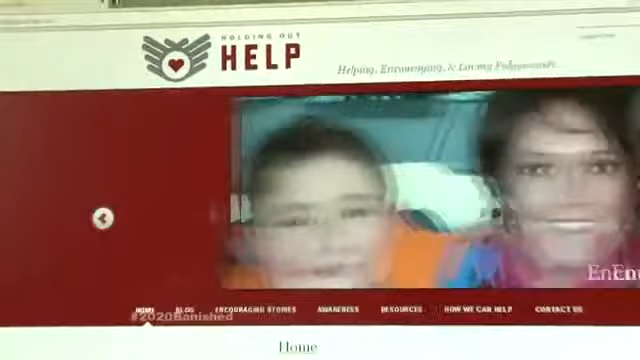 HOLDING OUT
HELP
Helping, Encouraging, & Loving Polygamists...
HOME BLOG ENCOURAGING STORIES AWARENESS RESOURCES HOW WE CAN HELP CONTACT US
#2020Banished
Home